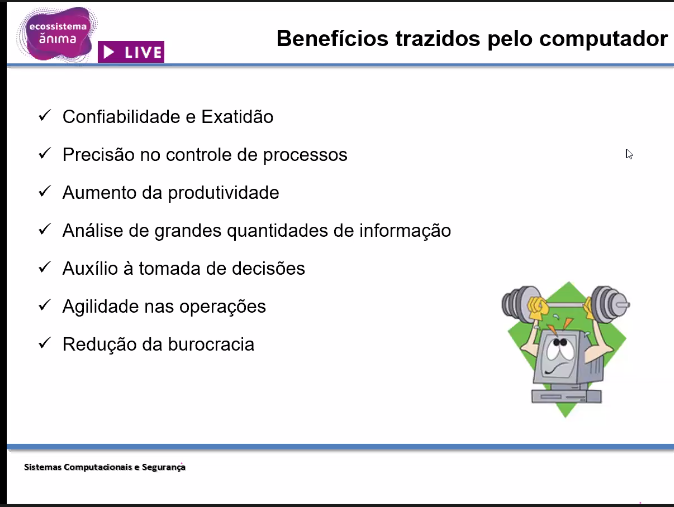 ecossistema
ănıma
LIVE
Benefícios trazidos pelo computador
Confiabilidade e Exatidão
Precisão no controle de processos
Aumento da produtividade
Análise de grandes quantidades de informação
Auxílio à tomada de decisões
Agilidade nas operações
Redução da burocracia
Sistemas Computacionais e Segurança